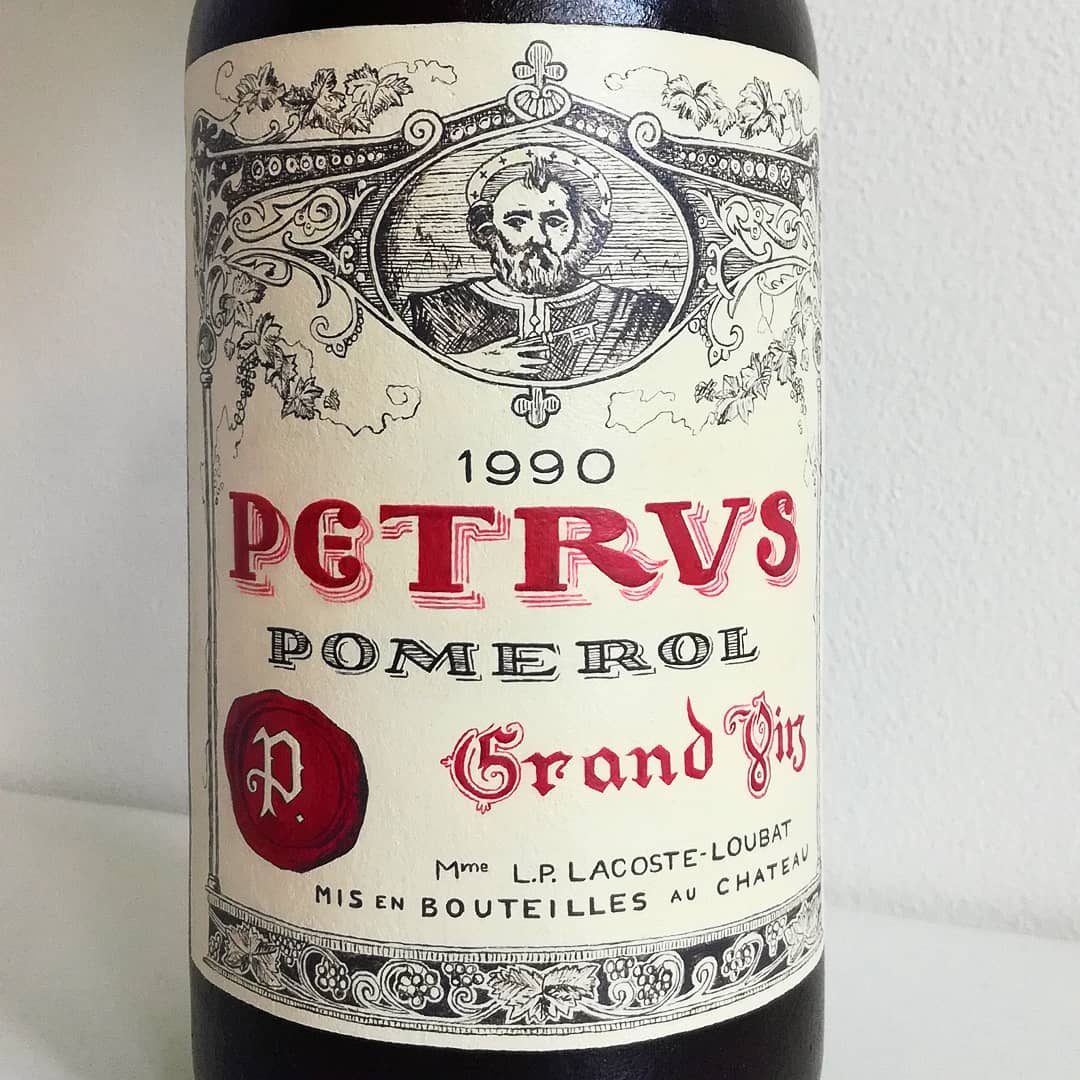 1990
PETRVS
POMEROL
P.
Grand Vin
Mme L.P. LACOSTE-LOUBAT
MIS EN BOUTEILLES AU CHATEAU